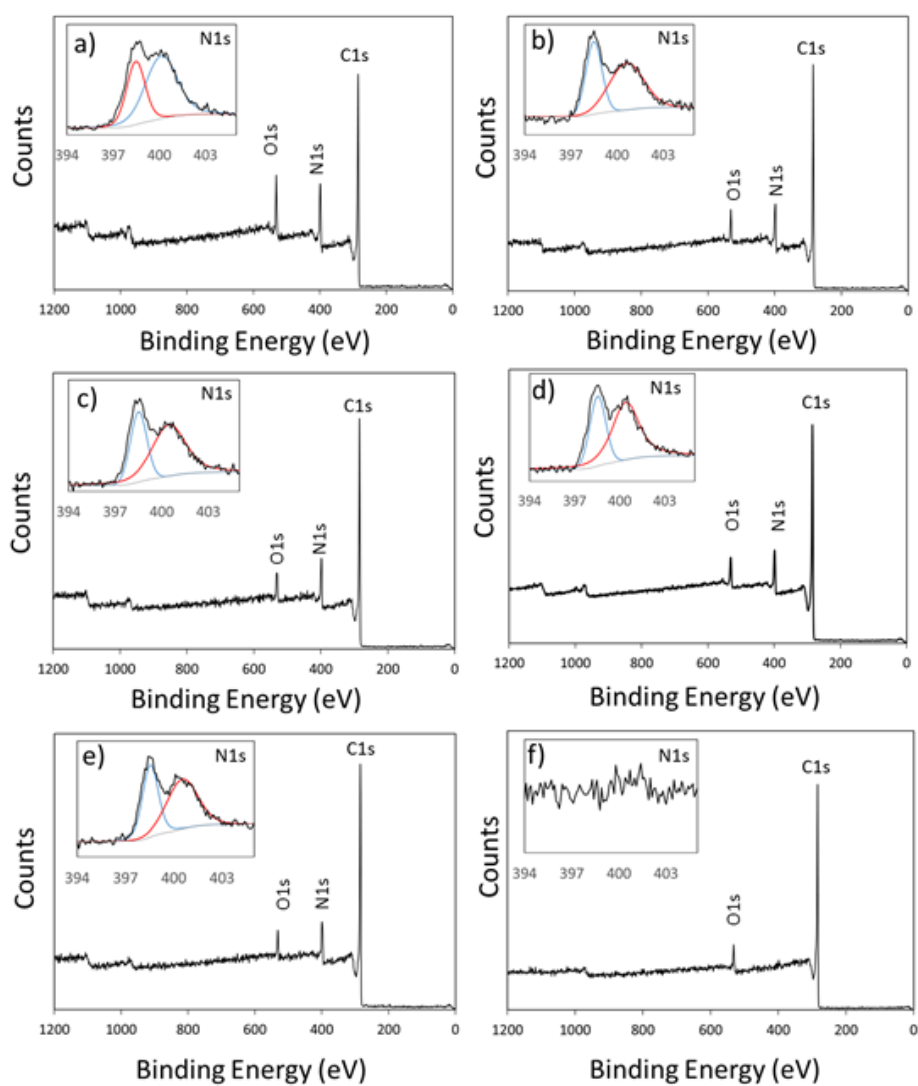 a)
N1s
C1s
O1s
N1s
394 397 400 403
Counts
1200 1000 800 600 400 200 0
Binding Energy (eV)
b)
N1s
C1s
O1s
N1s
394 397 400 403
Counts
1200 1000 800 600 400 200 0
Binding Energy (eV)
c)
N1s
C1s
O1s
N1s
394 397 400 403
Counts
1200 1000 800 600 400 200 0
Binding Energy (eV)
d)
N1s
C1s
O1s
N1s
394 397 400 403
Counts
1200 1000 800 600 400 200 0
Binding Energy (eV)
e)
N1s
C1s
O1s
N1s
394 397 400 403
Counts
1200 1000 800 600 400 200 0
Binding Energy (eV)
f)
N1s
C1s
O1s
394 397 400 403
Counts
1200 1000 800 600 400 200 0
Binding Energy (eV)